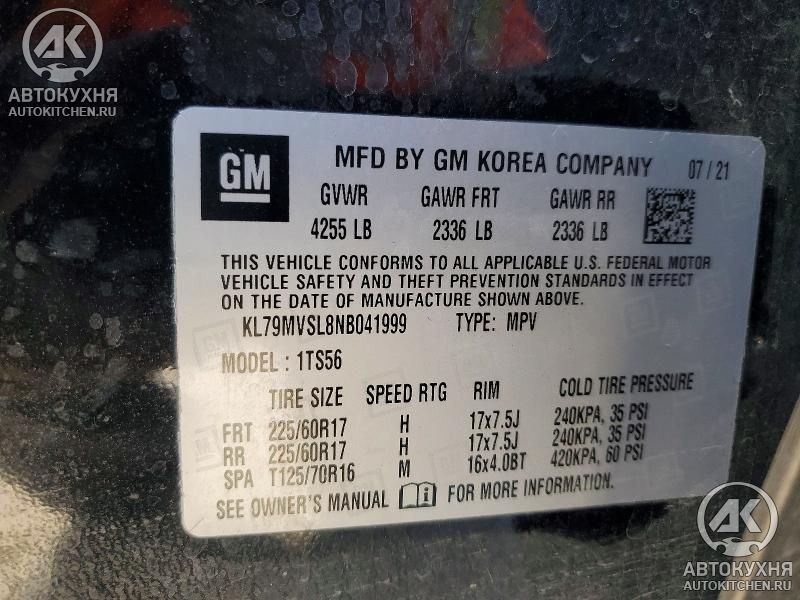 АК
АВТОКУХНЯ
AUTOKITCHEN.RU
GM MFD BY GM KOREA COMPANY 07 / 21
GVWR GAWR FRT GAWR RR
4255 LB 2336 LB 2336 LB
THIS VEHICLE CONFORMS TO ALL APPLICABLE U.S. FEDERAL MOTOR
VEHICLE SAFETY AND THEFT PREVENTION STANDARDS IN EFFECT
ON THE DATE OF MANUFACTURE SHOWN ABOVE.
KL79MVSL8NB041999 TYPE: MPV
MODEL : 1TS56
TIRE SIZE SPEED RTG RIM COLD TIRE PRESSURE
FRT 225/60R17 H 17x7.5J 240KPA, 35 PSI
RR 225/60R17 H 17x7.5J 240KPA, 35 PSI
SPA T125/70R16 M 16x4.0BT 420KPA, 60 PSI
SEE OWNER'S MANUAL i FOR MORE INFORMATION.
АК
АВТОКУХНЯ
AUTOKITCHEN.RU